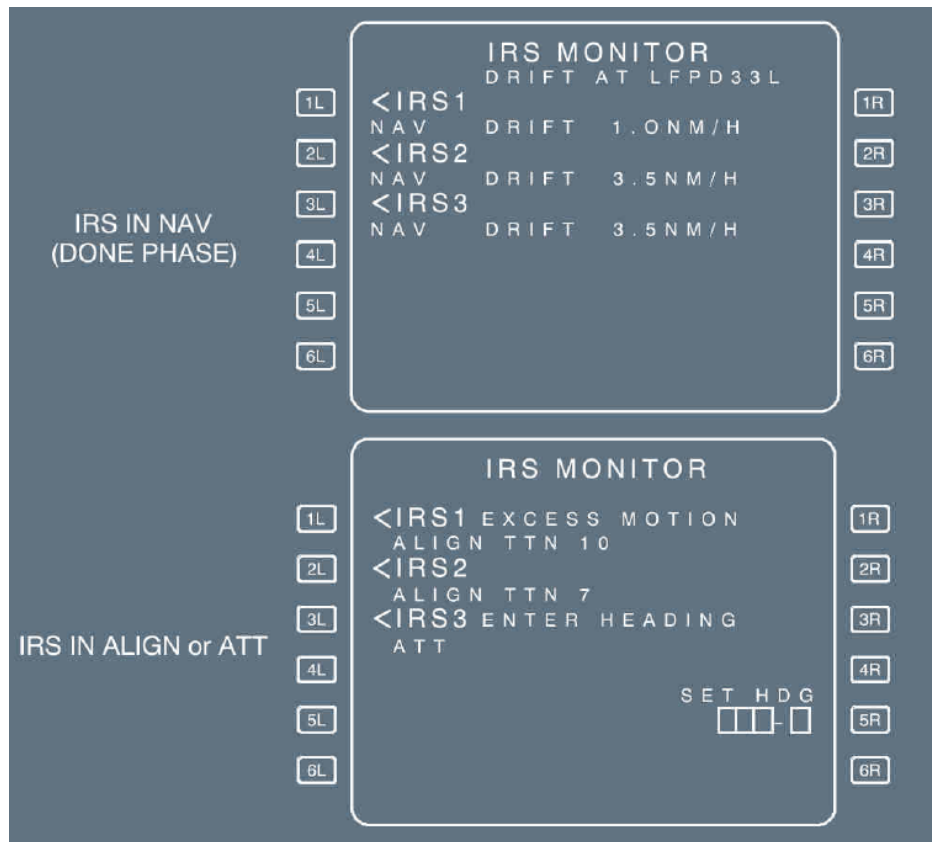 IRS MONITOR
DRIFT AT LFPD33L
1L <IRS1 1R
NAV DRIFT 1.ONM/H
2L <IRS2 2R
NAV DRIFT 3.5NM/H
3L <IRS3 3R
NAV DRIFT 3.5NM/H
IRS IN NAV
(DONE PHASE)
4L 4R
5L 5R
6L 6R
IRS MONITOR
1L <IRS1 EXCESS MOTION 1R
ALIGN TTN 10
2L <IRS2 2R
ALIGN TTN 7
3L <IRS3 ENTER HEADING 3R
IRS IN ALIGN or ATT
ATT
4L 4R
SET HDG
5L - 5R
6L 6R